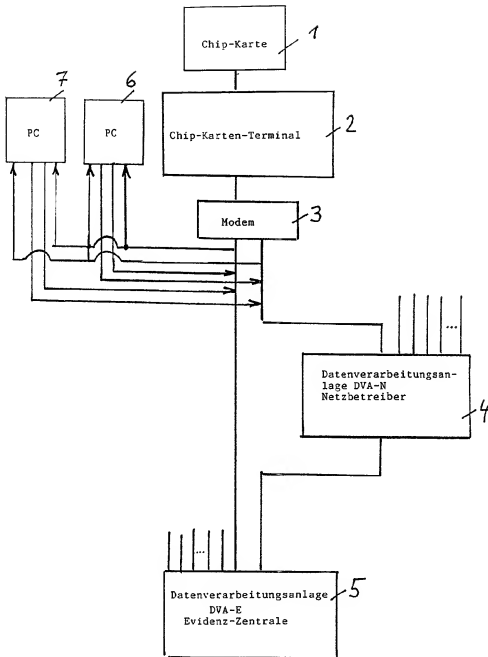 Chip-Karte
1
7
6
PC
PC
Chip-Karten-Terminal
2
Modem
3
...
Datenverarbeitungsan-
lage DVA-N
Netzbetreiber
4
...
Datenverarbeitungsanlage
DVA-E
Evidenz-Zentrale
5